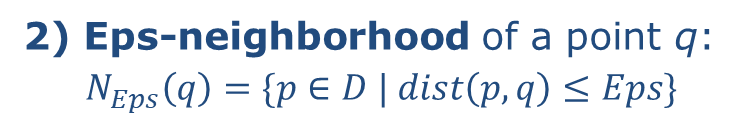 2) Eps-neighborhood of a point q:
N_Eps(q) = {p ∈ D | dist(p, q) ≤ Eps}